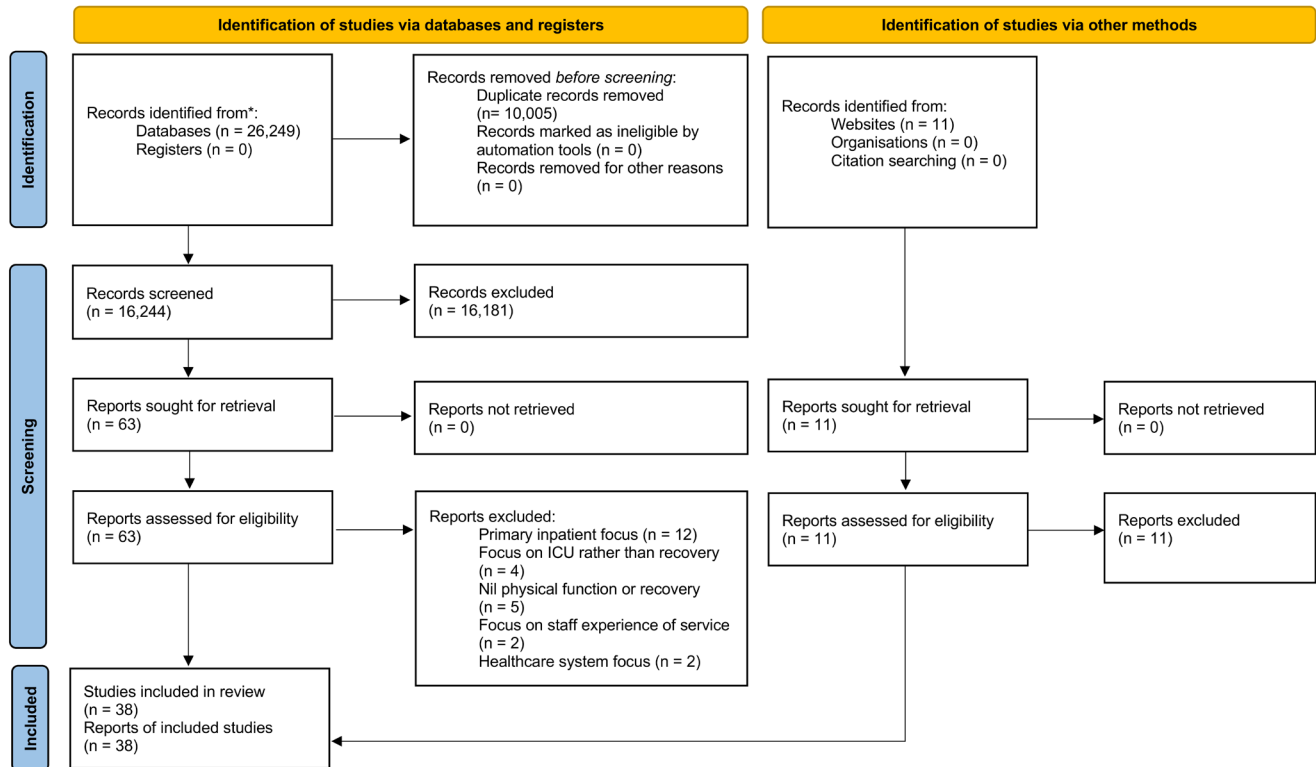 Identification of studies via databases and registers
Identification of studies via other methods
Identification
Records identified from*:
Databases (n = 26,249)
Registers (n = 0)
Records removed before screening:
Duplicate records removed
(n= 10,005)
Records marked as ineligible by
automation tools (n = 0)
Records removed for other reasons
(n = 0)
Records identified from:
Websites (n = 11)
Organisations (n = 0)
Citation searching (n = 0)
Screening
Records screened
(n = 16,244)
Records excluded
(n = 16,181)
Reports sought for retrieval
(n = 63)
Reports not retrieved
(n = 0)
Reports sought for retrieval
(n = 11)
Reports not retrieved
(n = 0)
Reports assessed for eligibility
(n = 63)
Reports excluded:
Primary inpatient focus (n = 12)
Focus on ICU rather than recovery
(n = 4)
Nil physical function or recovery
(n = 5)
Focus on staff experience of service
(n = 2)
Healthcare system focus (n = 2)
Reports assessed for eligibility
(n = 11)
Reports excluded
(n = 11)
Included
Studies included in review
(n = 38)
Reports of included studies
(n = 38)